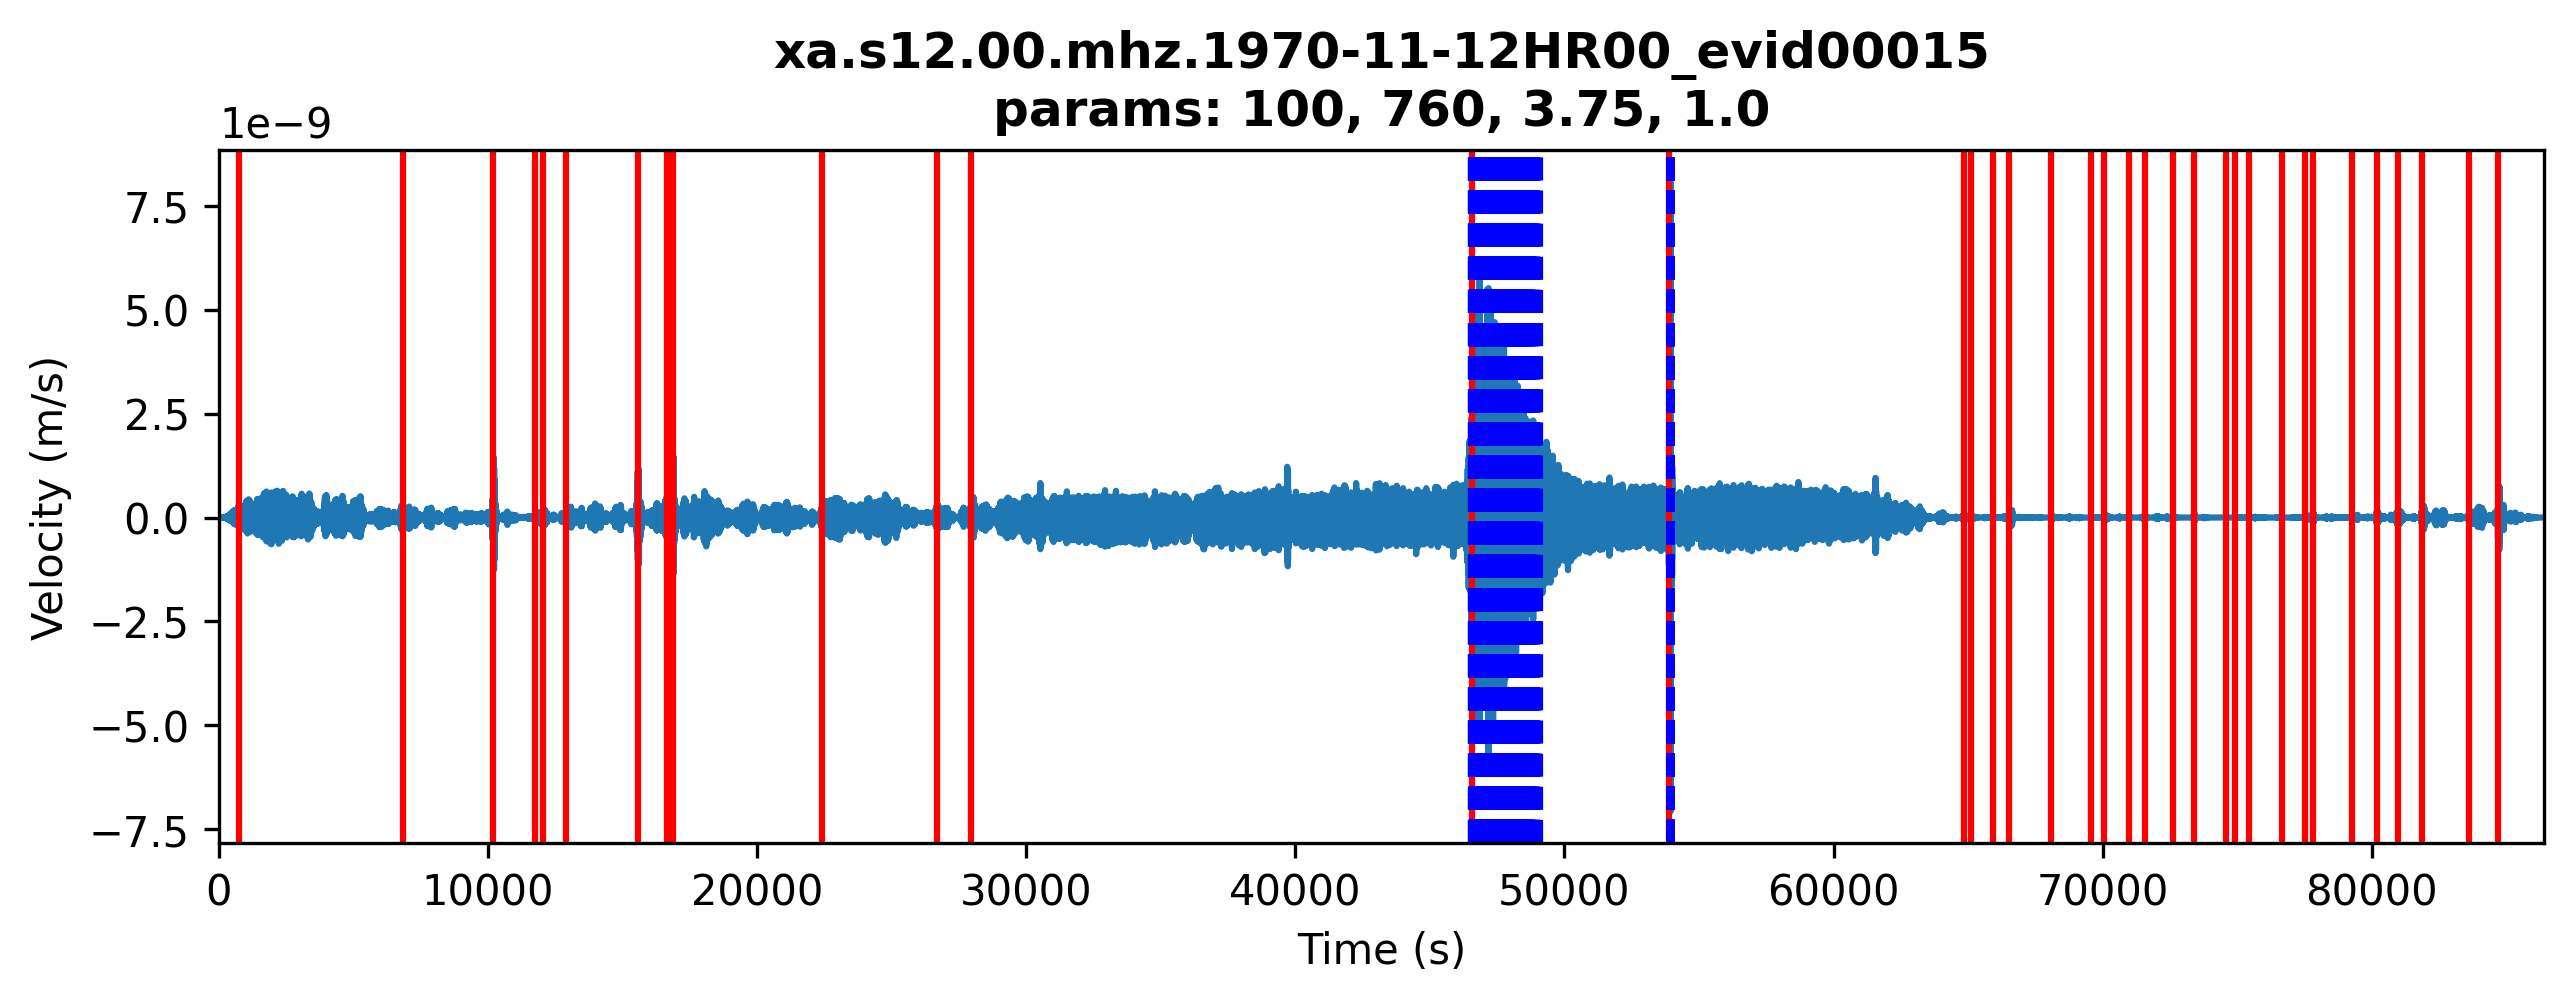 xa.s12.00.mhz.1970-11-12HR00_evid00015
params: 100, 760, 3.75, 1.0
1e−9
7.5
5.0
2.5
0.0
−2.5
−5.0
−7.5
Velocity (m/s)
0 10000 20000 30000 40000 50000 60000 70000 80000
Time (s)